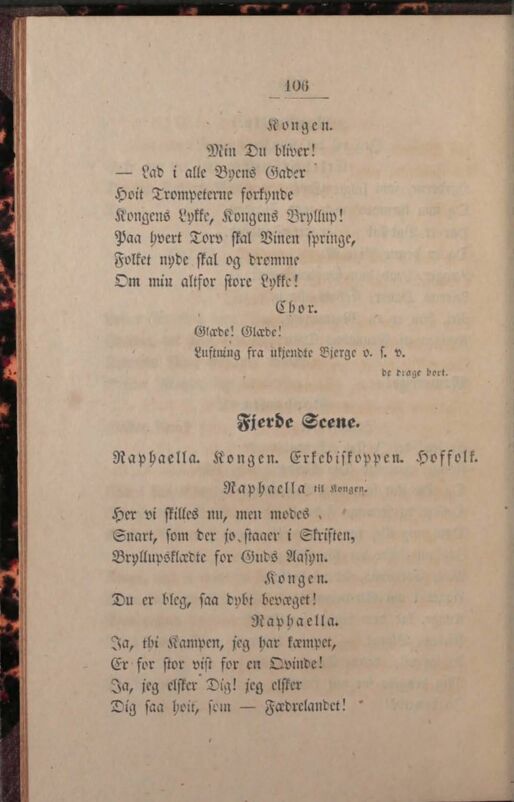 106
Kongen.
Min Du bliver!
— Lad i alle Byens Gader
Hoit Trompeterne forkynde
Kongens Lykke, Kongens Bryllup!
Paa hvert Torv skal Vinen springe,
Folket nyde skal og drømme
Om min altfor store Lykke!
Chor.
Glæde! Glæde!
Luftning fra ukjendte Bjerge o. s. v.
de drage bort.
Fjerde Scene.
Raphaella. Kongen. Erkebiskoppen. Hoffolk.
Raphaella til Kongen.
Her vi skilles nu, men modes
Snart, som der jo staaer i Skriften,
Bryllupsklædte for Guds Aasyn.
Kongen.
Du er bleg, saa dybt bevæget!
Raphaella.
Ja, thi Kampen, jeg har kæmpet,
Er for stor vist for en Qvinde!
Ja, jeg elsker Dig! jeg elsker
Dig saa hoit, som — Fædrelandet!